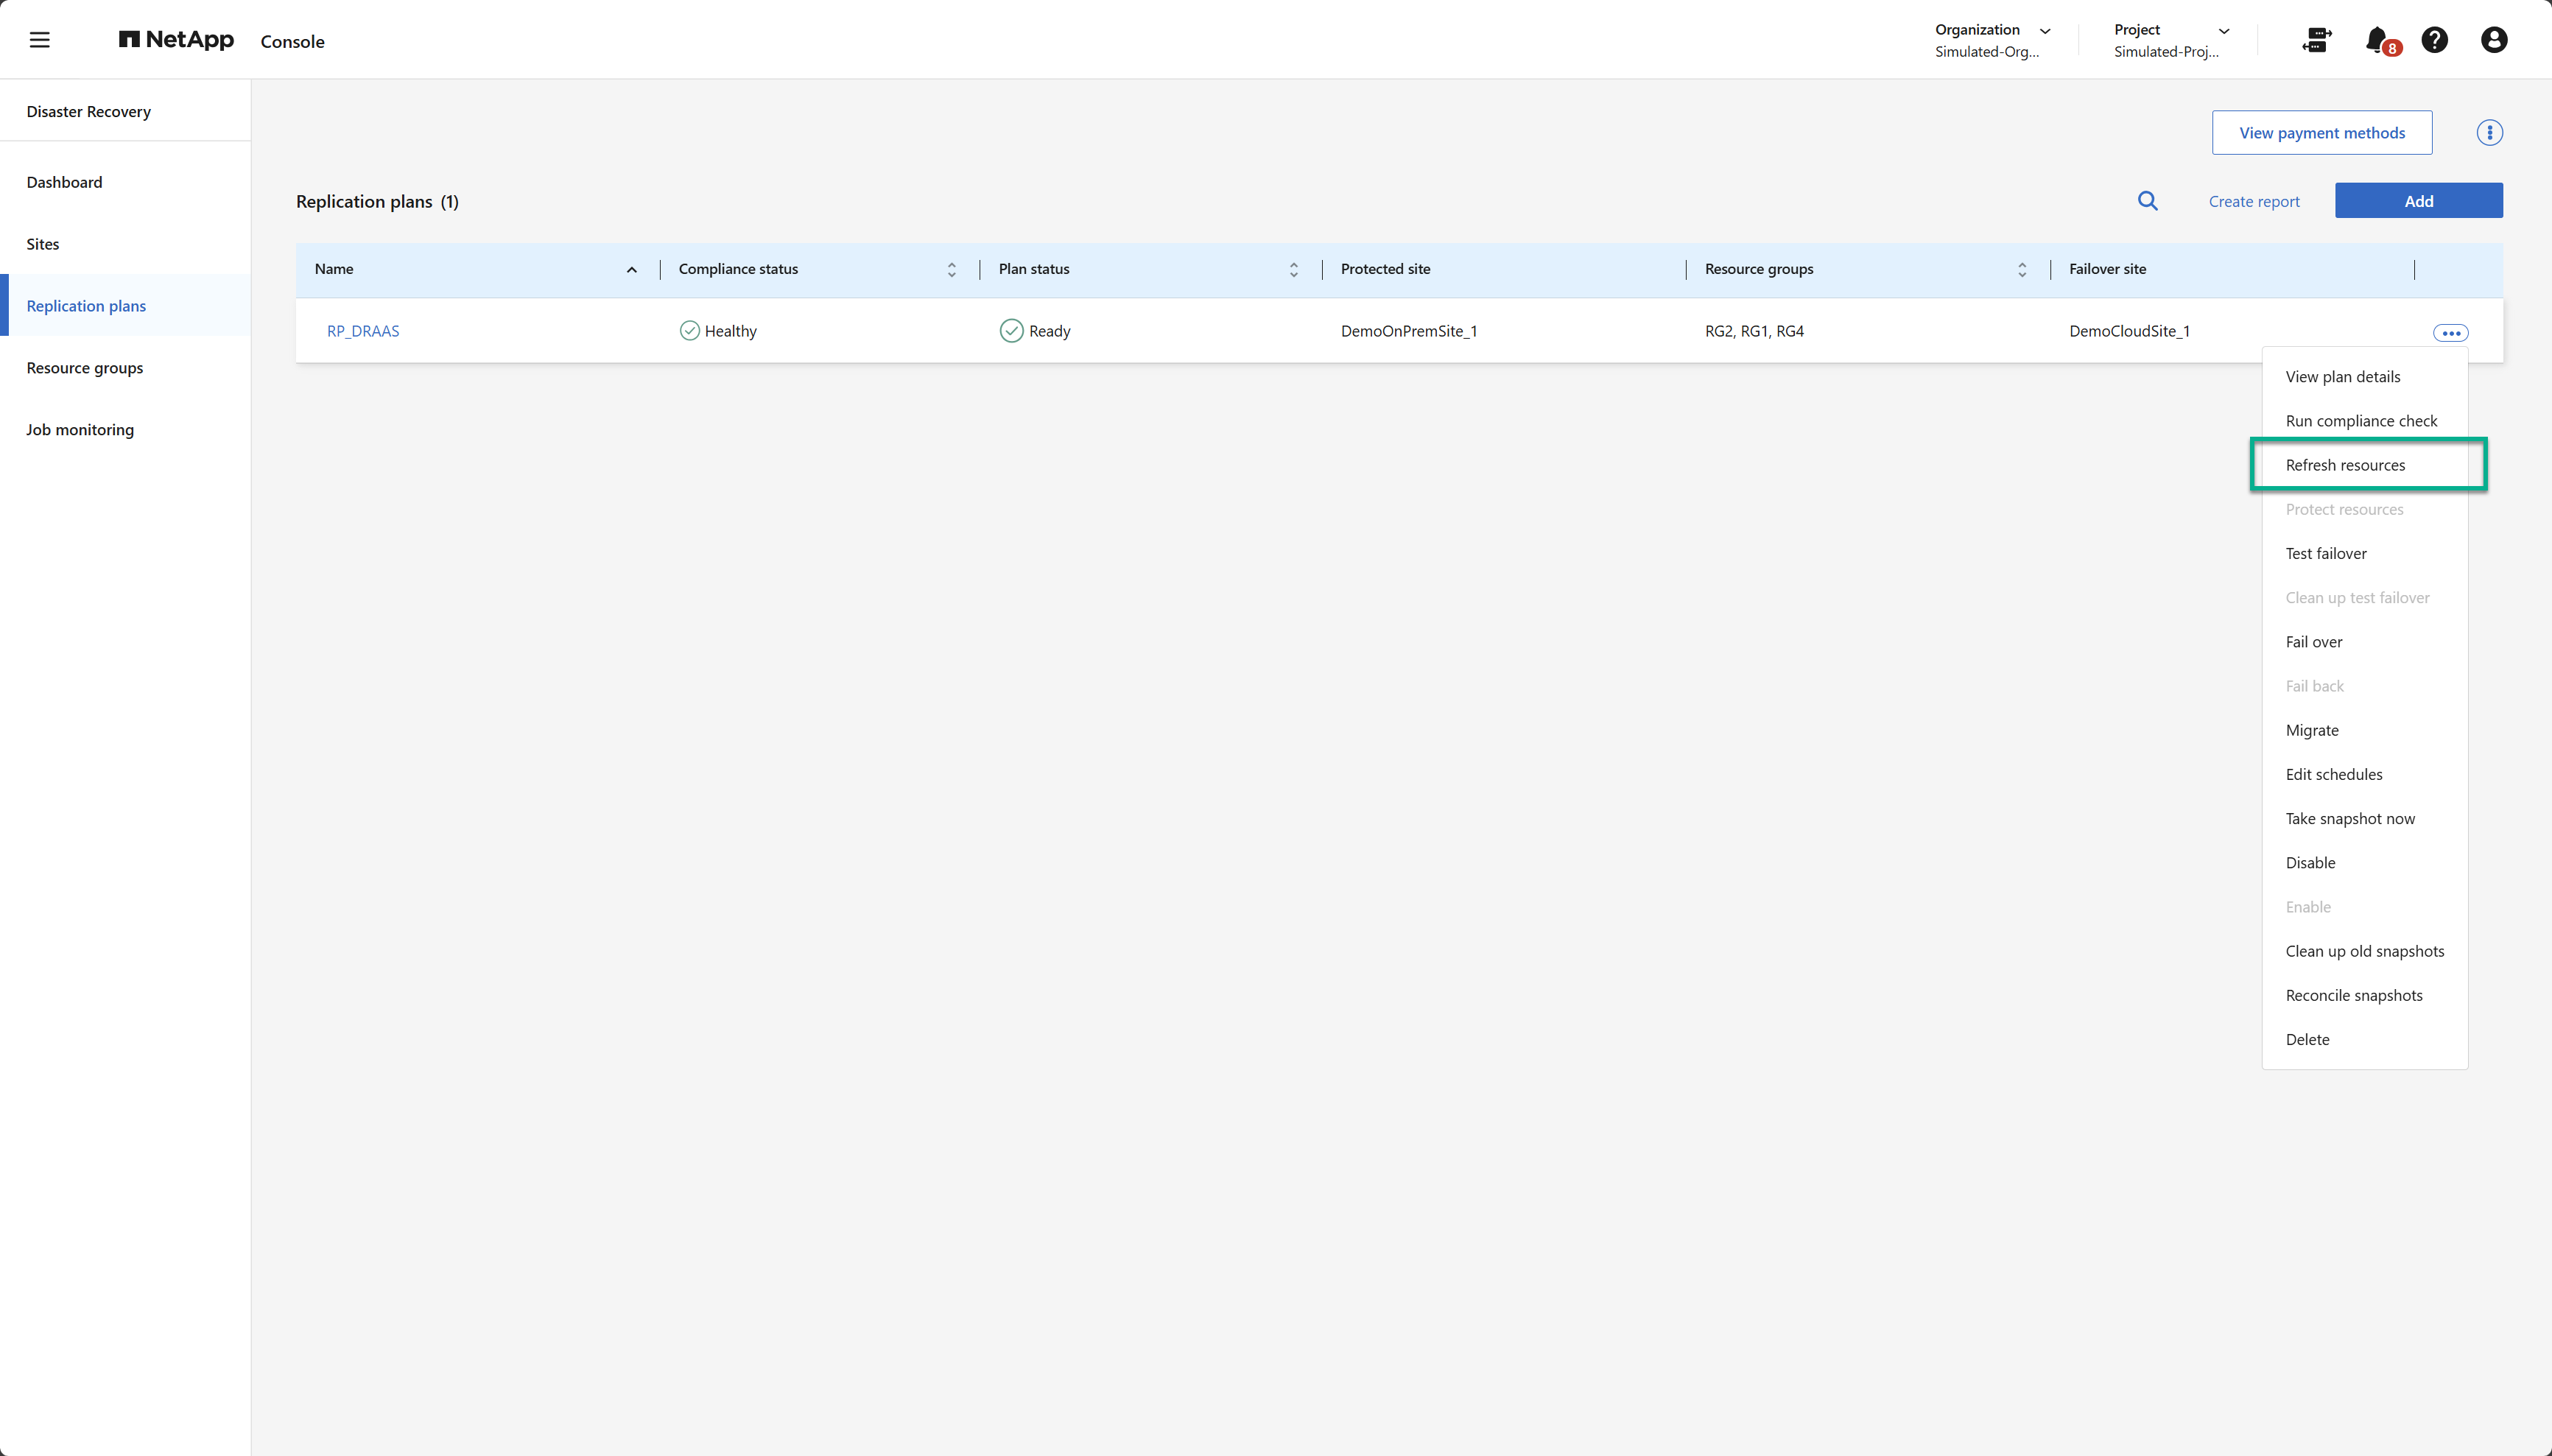 NetApp Console
Organization
Simulated-Org...
Project
Simulated-Proj...
8
Disaster Recovery
Dashboard
Sites
Replication plans
Resource groups
Job monitoring
View payment methods
Replication plans (1)
Create report
Add
Name Compliance status Plan status Protected site Resource groups Failover site
RP_DRAAS Healthy Ready DemoOnPremSite_1 RG2, RG1, RG4 DemoCloudSite_1
View plan details
Run compliance check
Refresh resources
Protect resources
Test failover
Clean up test failover
Fail over
Fail back
Migrate
Edit schedules
Take snapshot now
Disable
Enable
Clean up old snapshots
Reconcile snapshots
Delete